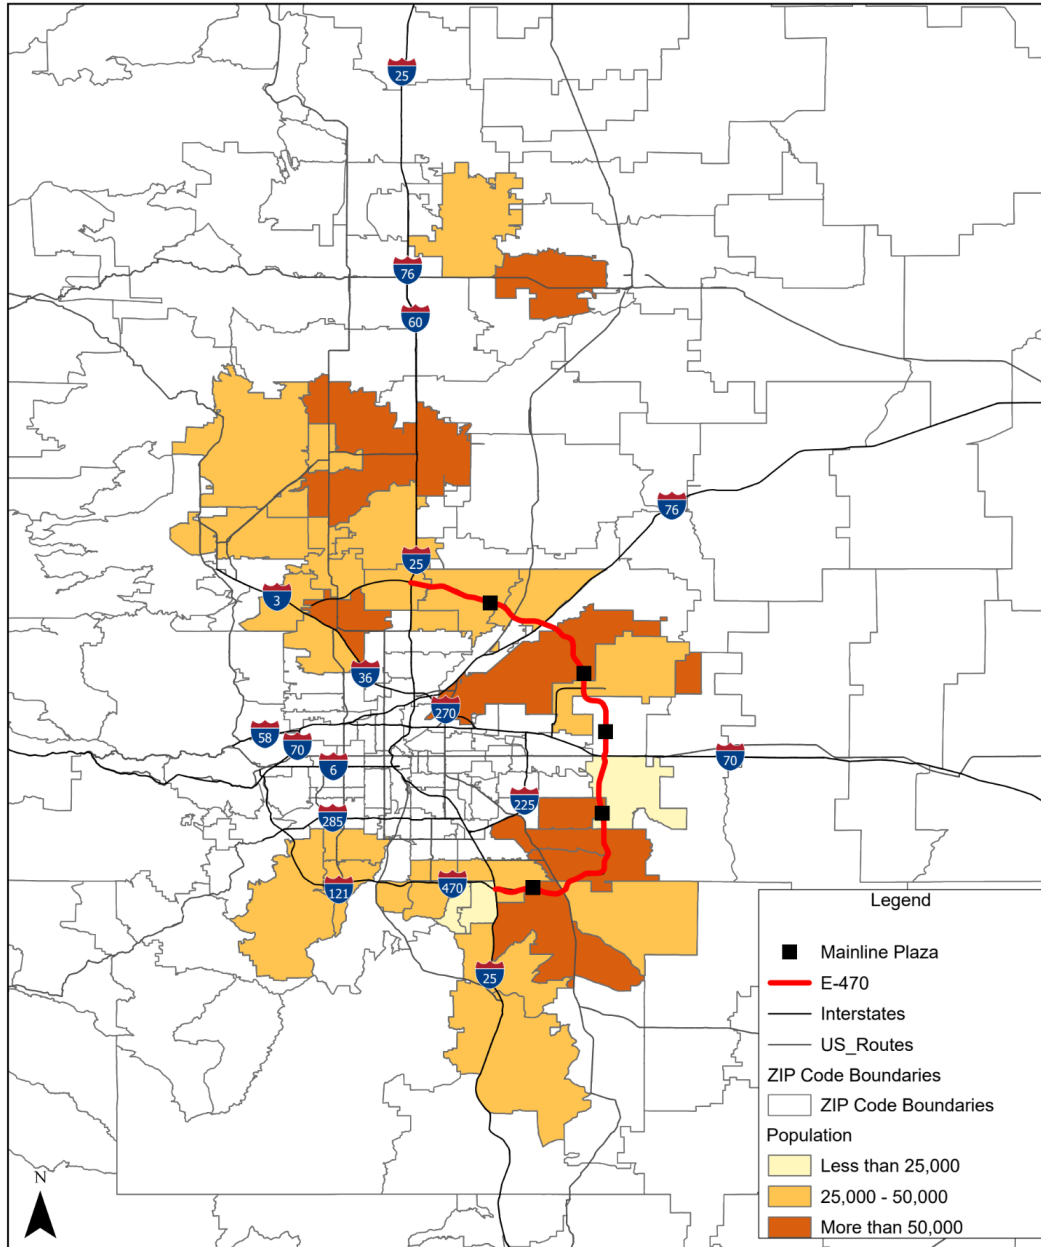 25
76
60
76
25
3
36
270
58
70
6
70
225
285
470
121
25
Legend
Mainline Plaza
E-470
Interstates
US_Routes
ZIP Code Boundaries
ZIP Code Boundaries
Population
Less than 25,000
25,000 - 50,000
More than 50,000
N